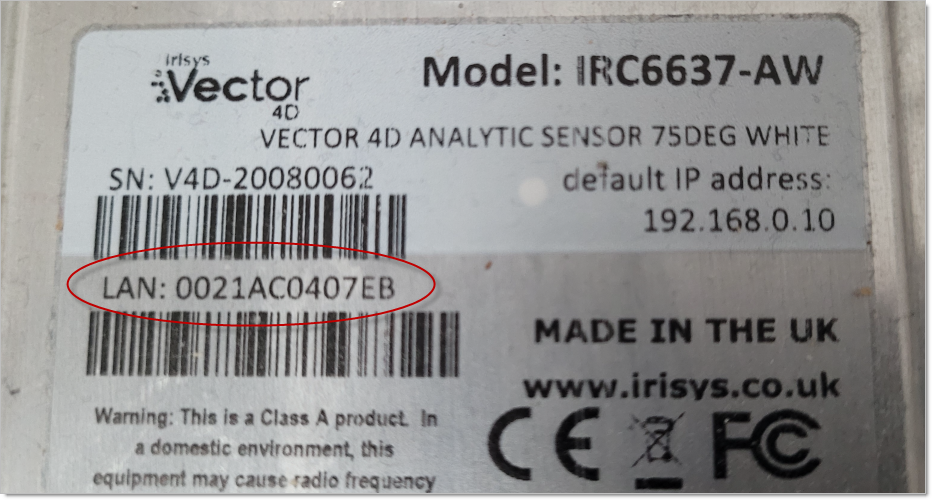 irisys
Vector
4D
Model: IRC6637-AW
VECTOR 4D ANALYTIC SENSOR 75DEG WHITE
SN: V4D-20080062
default IP address:
192.168.0.10
LAN: 0021AC0407EB
MADE IN THE UK
www.irisys.co.uk
Warning: This is a Class A product. In
a domestic environment, this
equipment may cause radio frequency
CE FC